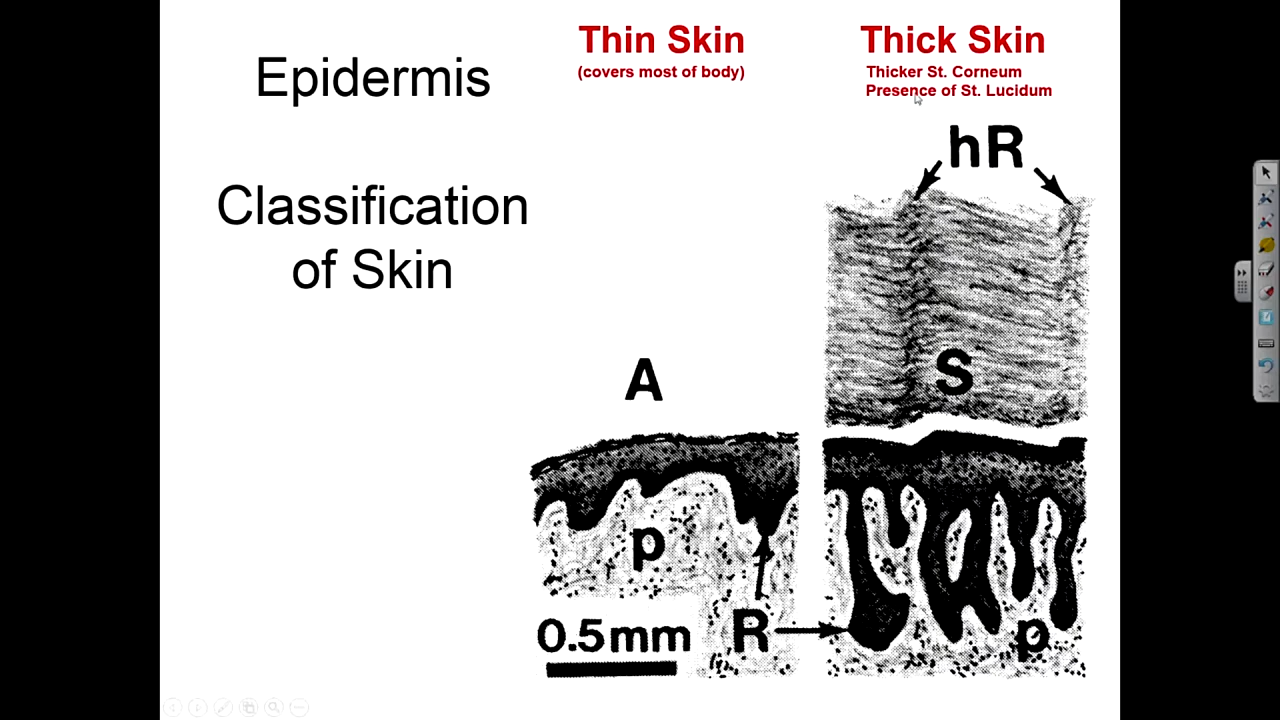 Epidermis
Classification
of Skin
Thin Skin
(covers most of body)
Thick Skin
Thicker St. Corneum
Presence of St. Lucidum
hR
S
A
p
0.5mm
R
p